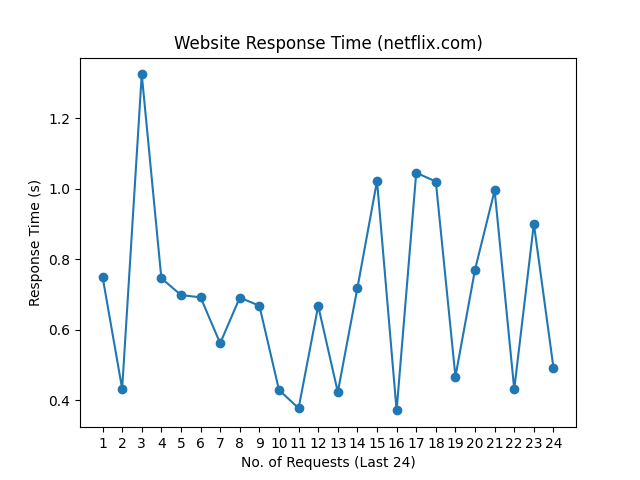 Website Response Time (netflix.com)
Response Time (s)
1.2
1.0
0.8
0.6
0.4
1 2 3 4 5 6 7 8 9 10 11 12 13 14 15 16 17 18 19 20 21 22 23 24
No. of Requests (Last 24)